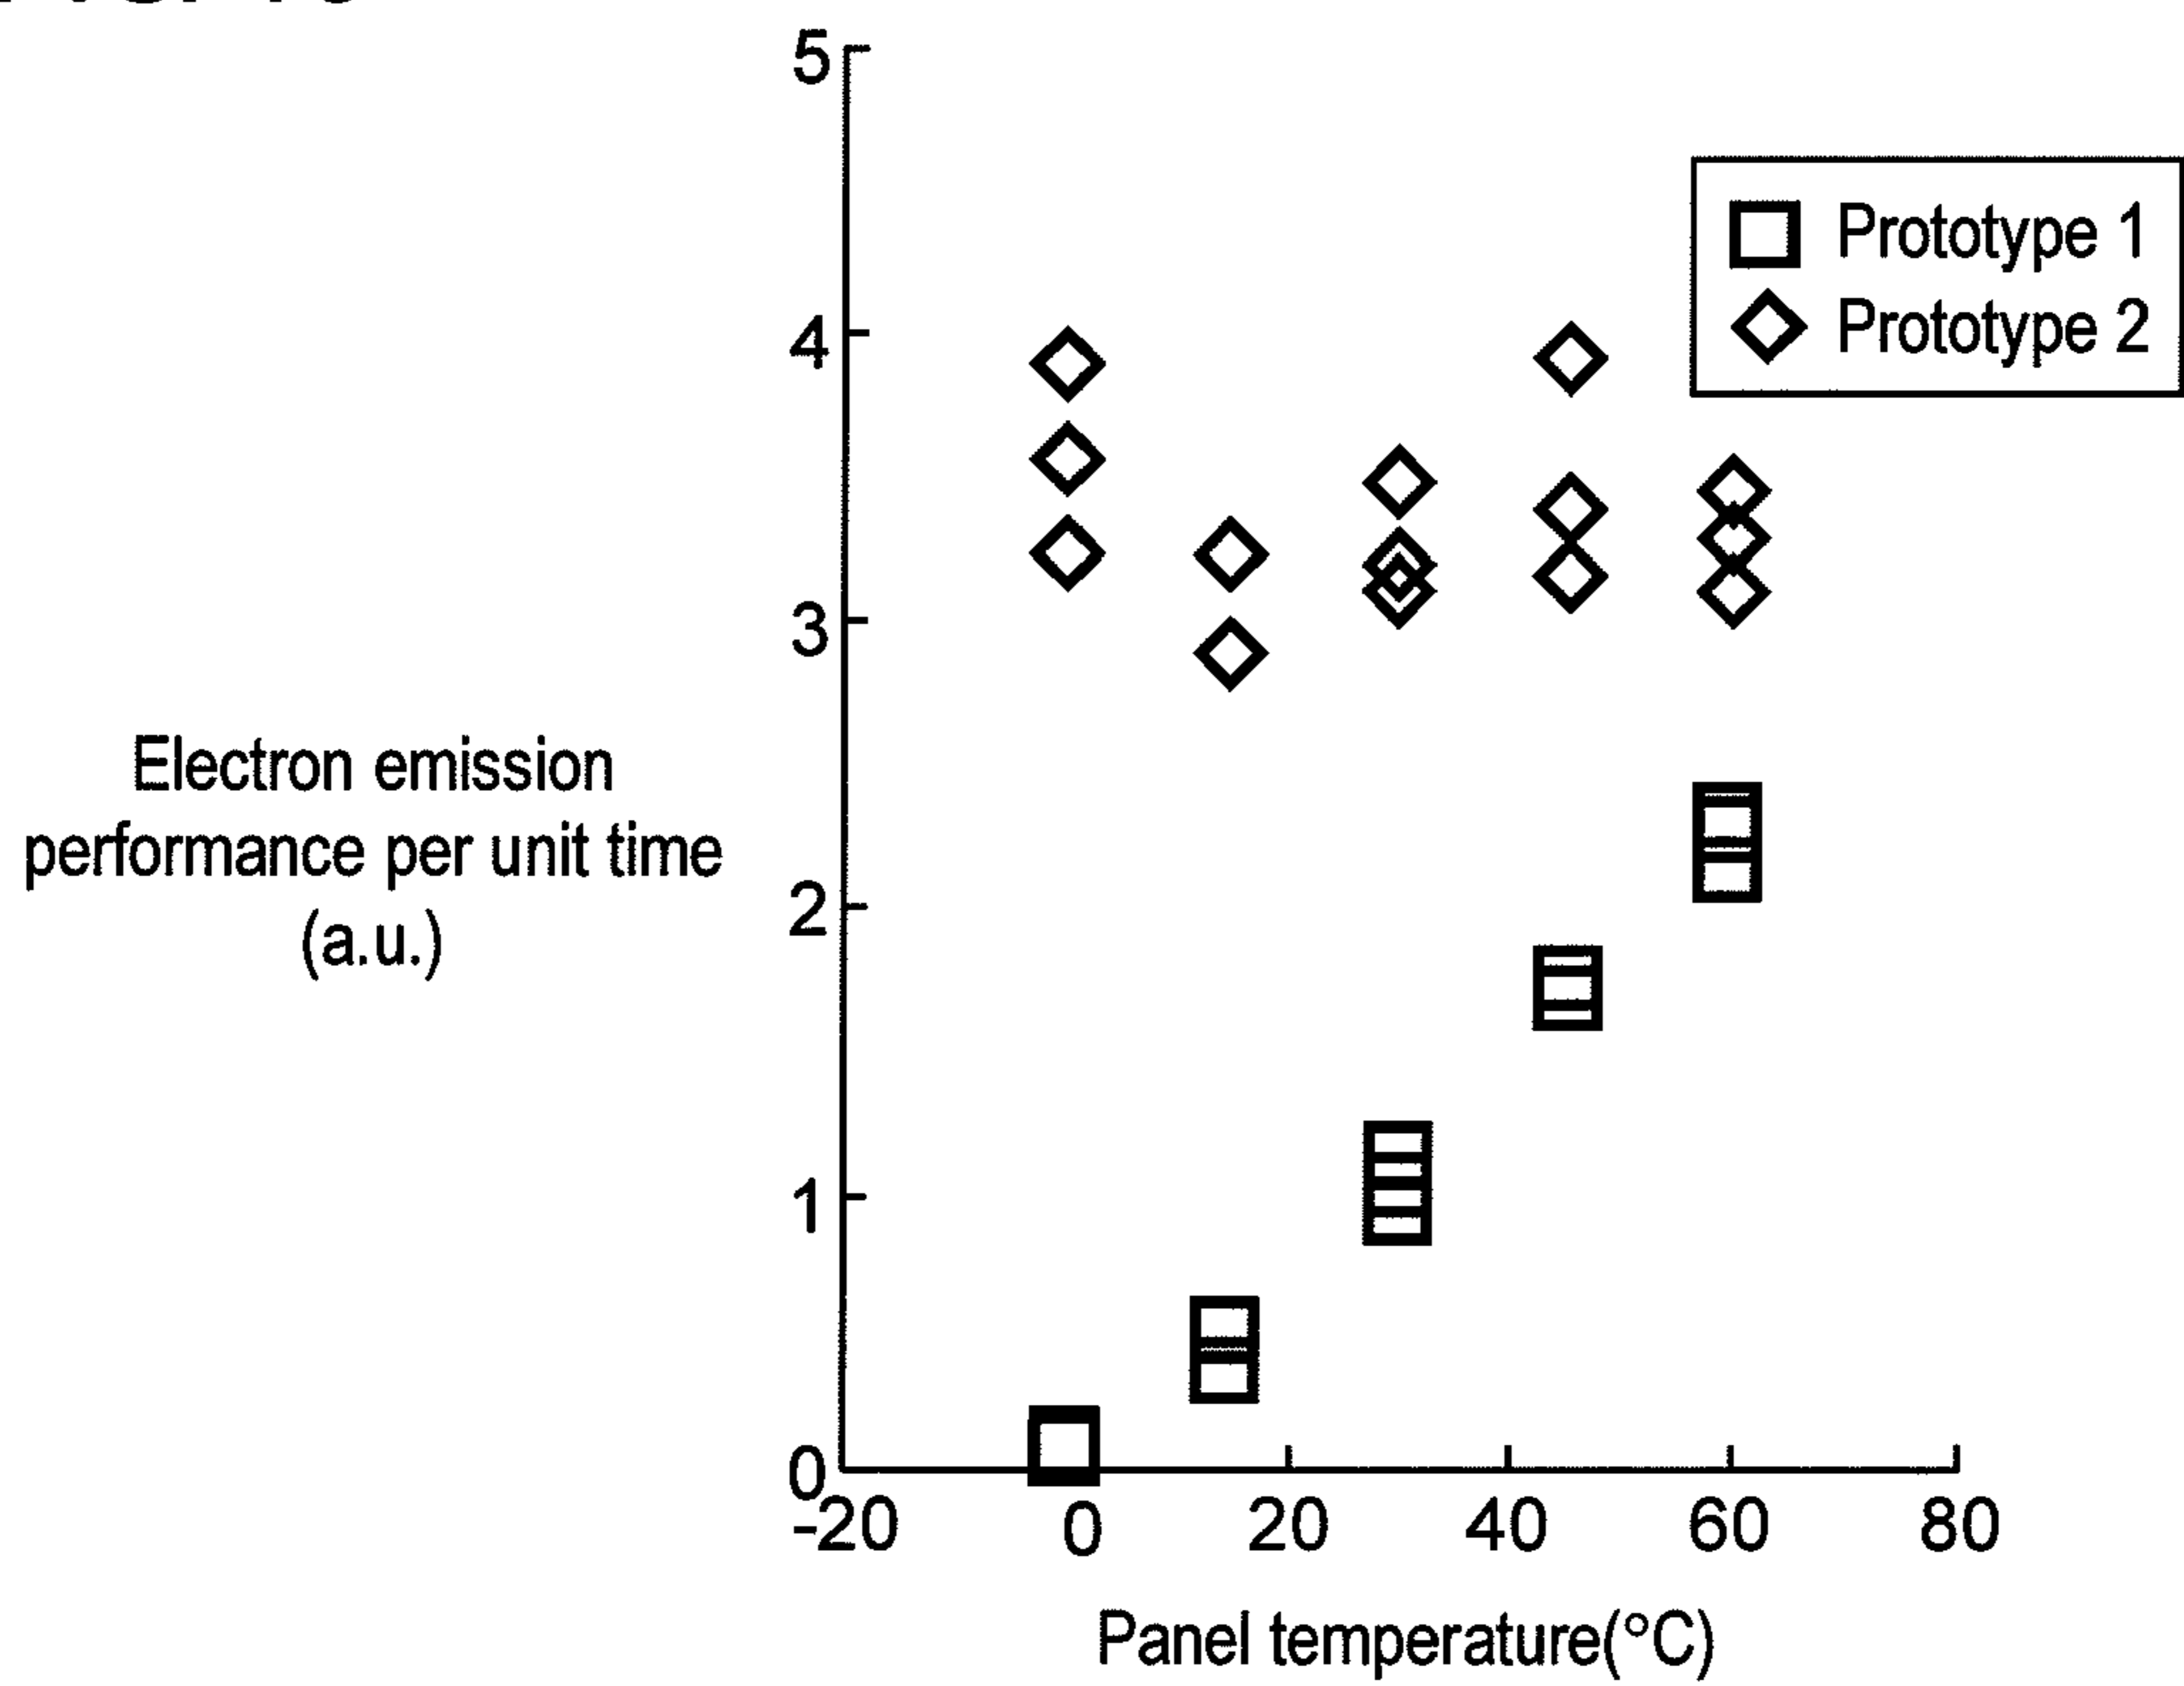 5
Prototype 1
Prototype 2
4
3
Electron emission
performance per unit time
(a.u.)
2
1
0
-20 0 20 40 60 80
Panel temperature(°C)